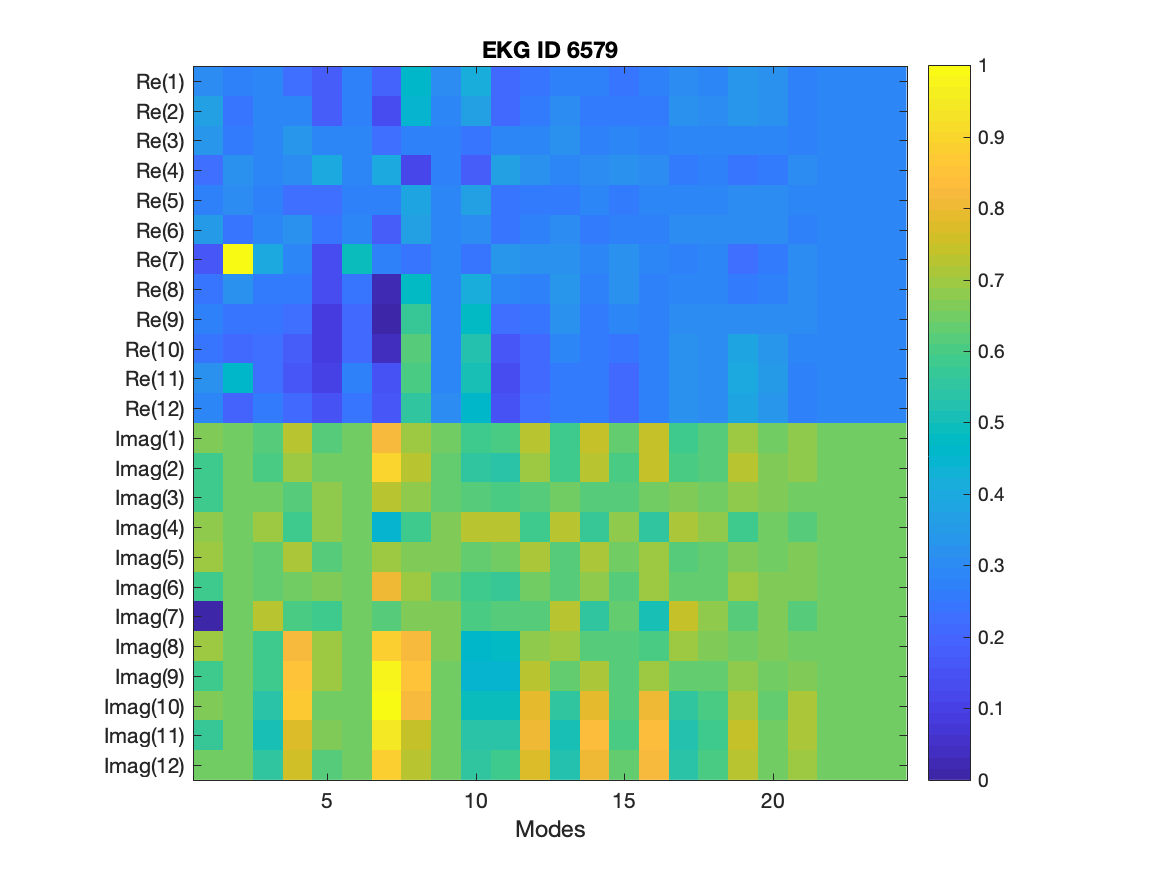 EKG ID 6579
Re(1)
Re(2)
Re(3)
Re(4)
Re(5)
Re(6)
Re(7)
Re(8)
Re(9)
Re(10)
Re(11)
Re(12)
Imag(1)
Imag(2)
Imag(3)
Imag(4)
Imag(5)
Imag(6)
Imag(7)
Imag(8)
Imag(9)
Imag(10)
Imag(11)
Imag(12)
5 10 15 20
Modes
1
0.9
0.8
0.7
0.6
0.5
0.4
0.3
0.2
0.1
0